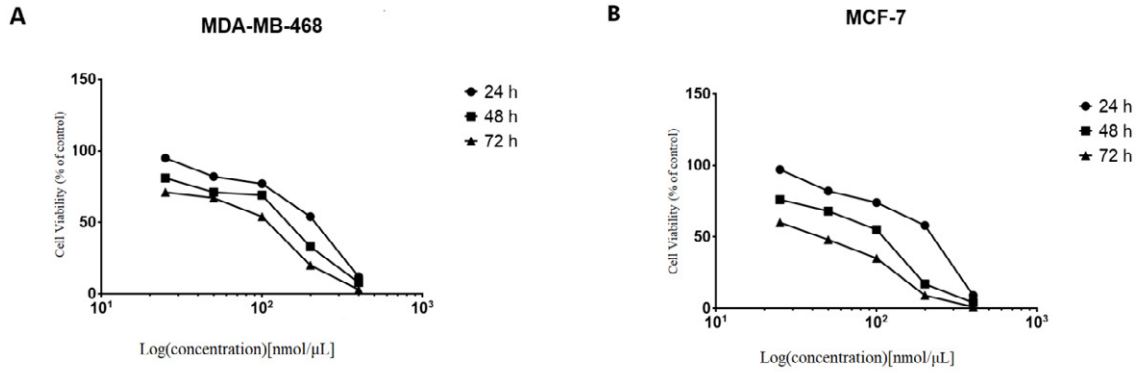 A
MDA-MB-468
150
100
50
0
10¹
10²
10³
Cell Viability (% of control)
Log(concentration)[nmol/μL]
24 h
48 h
72 h
B
MCF-7
150
100
50
0
10¹
10²
10³
Cell Viability (% of control)
Log(concentration)[nmol/μL]
24 h
48 h
72 h